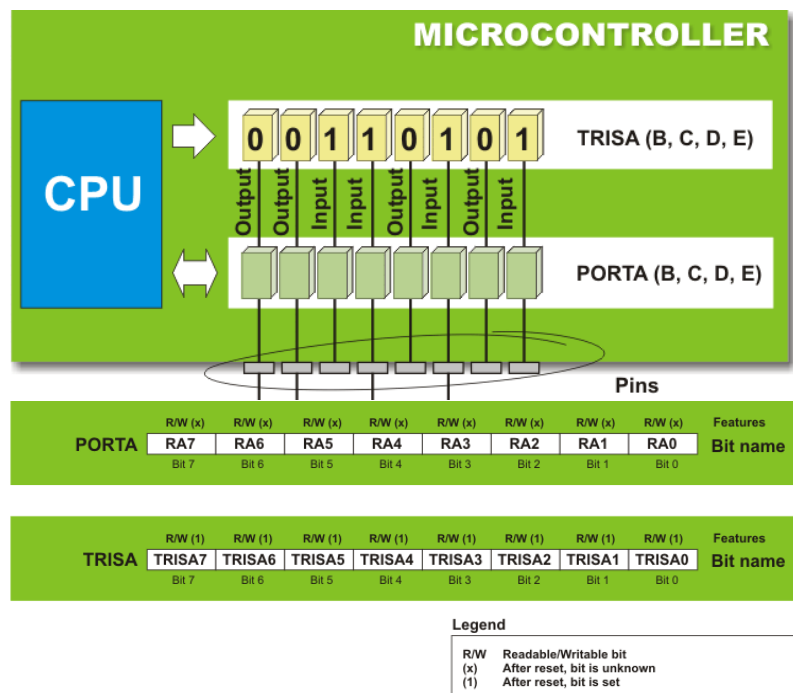 MICROCONTROLLER
CPU
0 0 1 1 0 1 0 1
TRISA (B, C, D, E)
Output Output Input Input Output Input Output Input
PORTA (B, C, D, E)
Pins
R/W (x) R/W (x) R/W (x) R/W (x) R/W (x) R/W (x) R/W (x) R/W (x) Features
PORTA RA7 RA6 RA5 RA4 RA3 RA2 RA1 RA0 Bit name
Bit 7 Bit 6 Bit 5 Bit 4 Bit 3 Bit 2 Bit 1 Bit 0
R/W (1) R/W (1) R/W (1) R/W (1) R/W (1) R/W (1) R/W (1) R/W (1) Features
TRISA TRISA7 TRISA6 TRISA5 TRISA4 TRISA3 TRISA2 TRISA1 TRISA0 Bit name
Bit 7 Bit 6 Bit 5 Bit 4 Bit 3 Bit 2 Bit 1 Bit 0
Legend
R/W Readable/Writable bit
(x) After reset, bit is unknown
(1) After reset, bit is set